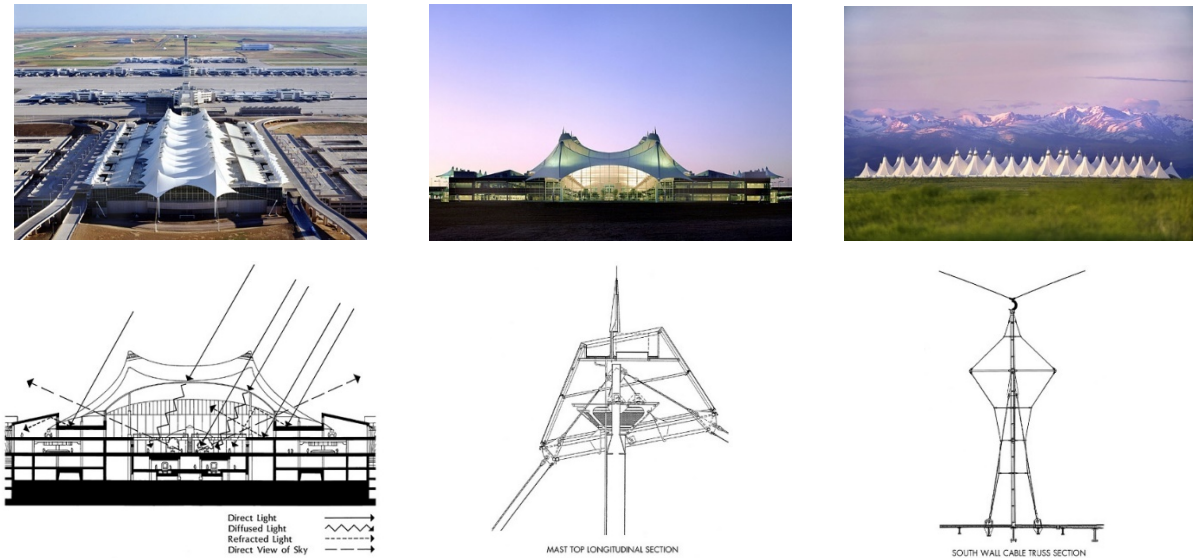 Direct Light
Diffused Light
Refracted Light
Direct View of Sky
MAST TOP LONGITUDINAL SECTION
SOUTH WALL CABLE TRUSS SECTION